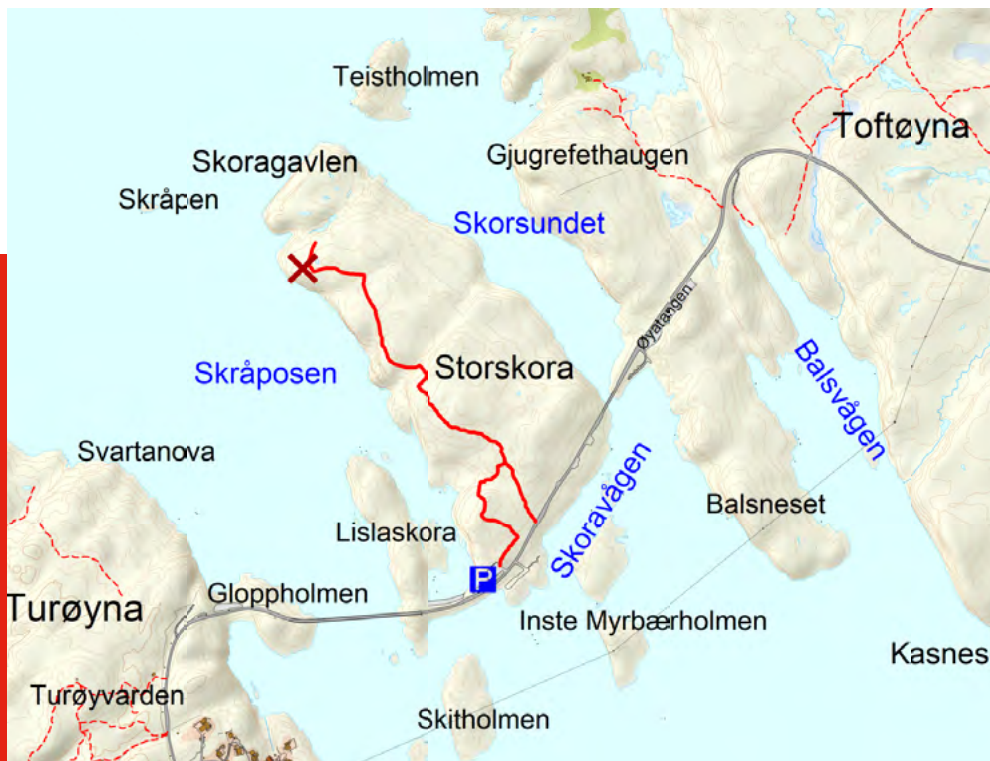 Teistholmen
Toftøyna
Skoragavlen
Gjugrefethaugen
Skråpen
Skorsundet
Øyatangen
Skråposen
Storskora
Balsvågen
Svartanova
Balsneset
Skoravågen
Lislaskora
P
Gloppholmen
Turøyna
Inste Myrbærholmen
Kasnes
Turøyvarden
Skitholmen